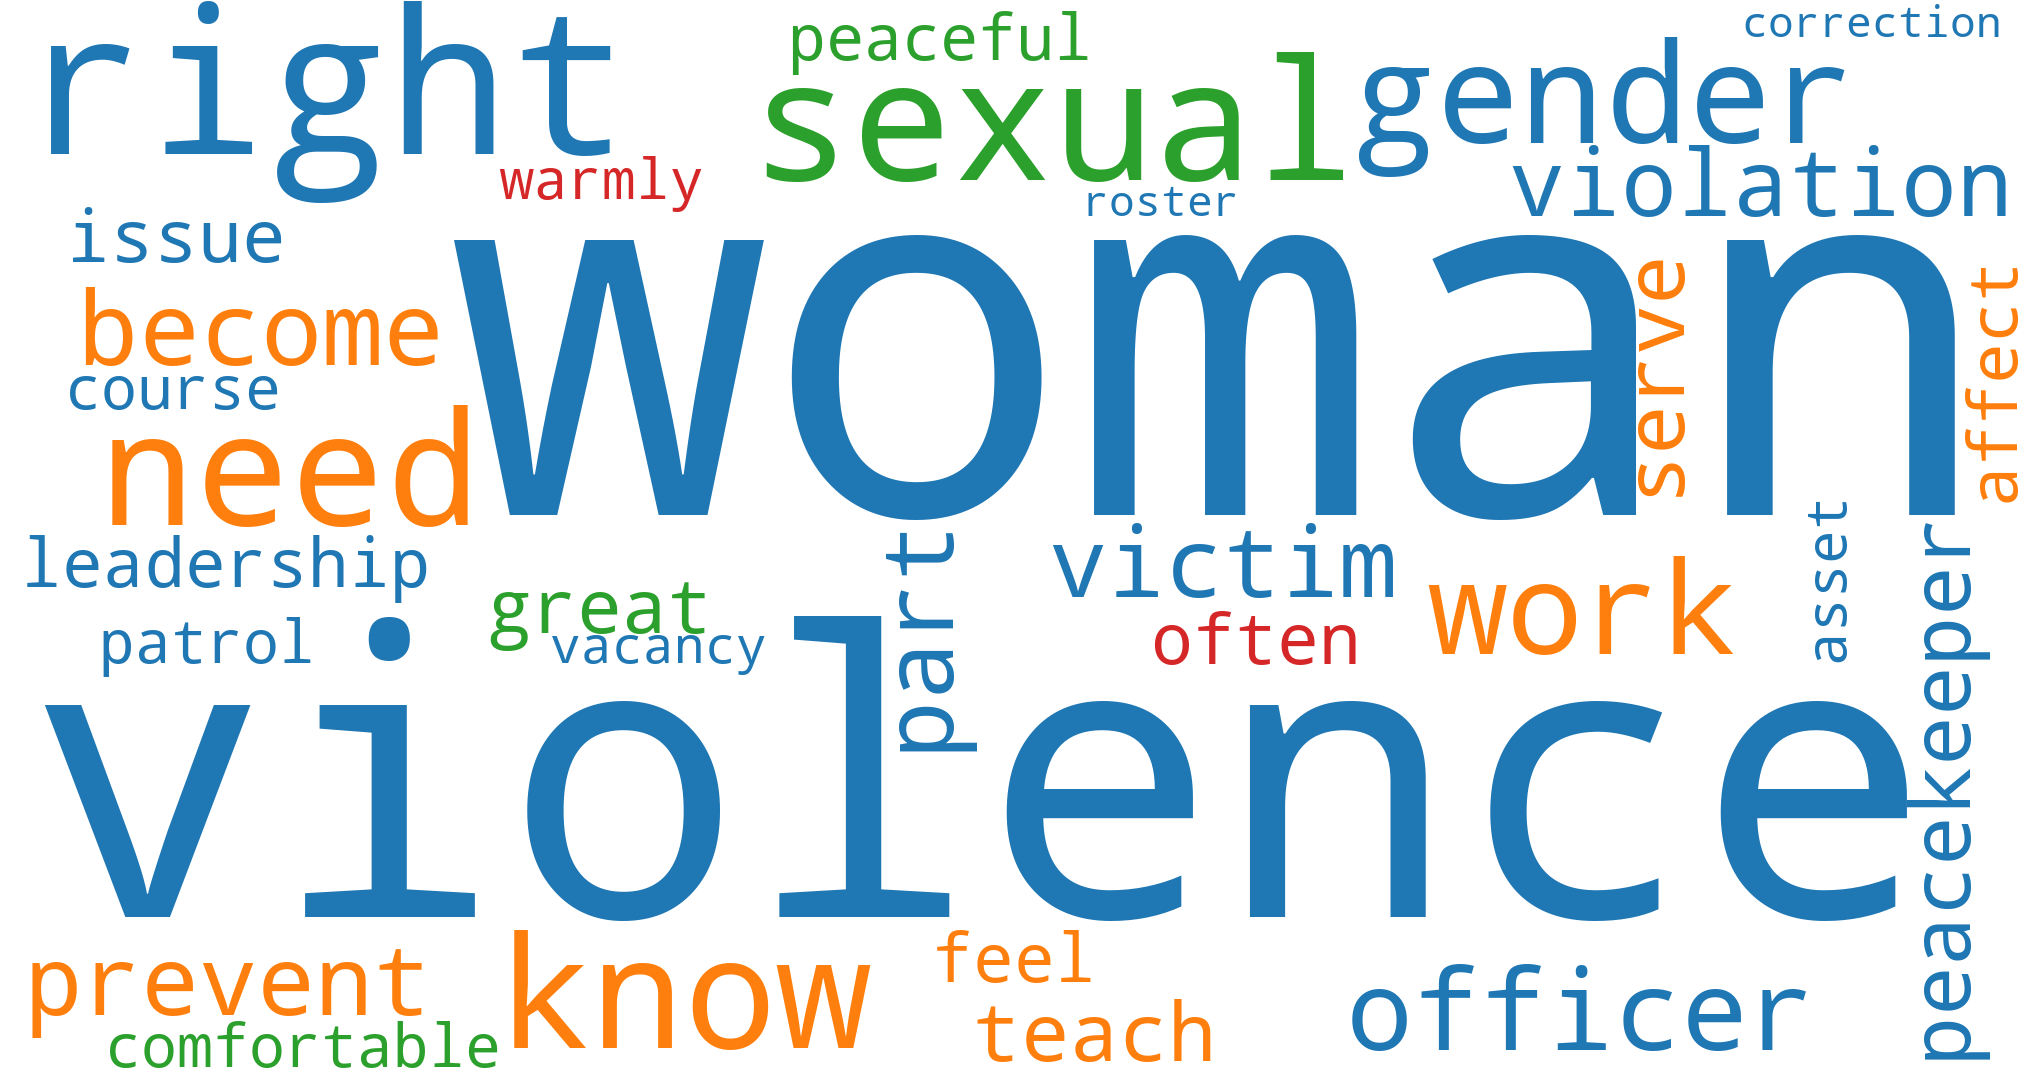 right
peaceful
sexual
gender
correction
warmly
roster
violation
issue
woman
become
serve
affect
course
need
leadership
great
part
victim
work
asset
peacekeeper
patrol
vacancy
often
violence
prevent
know
feel
officer
comfortable
teach